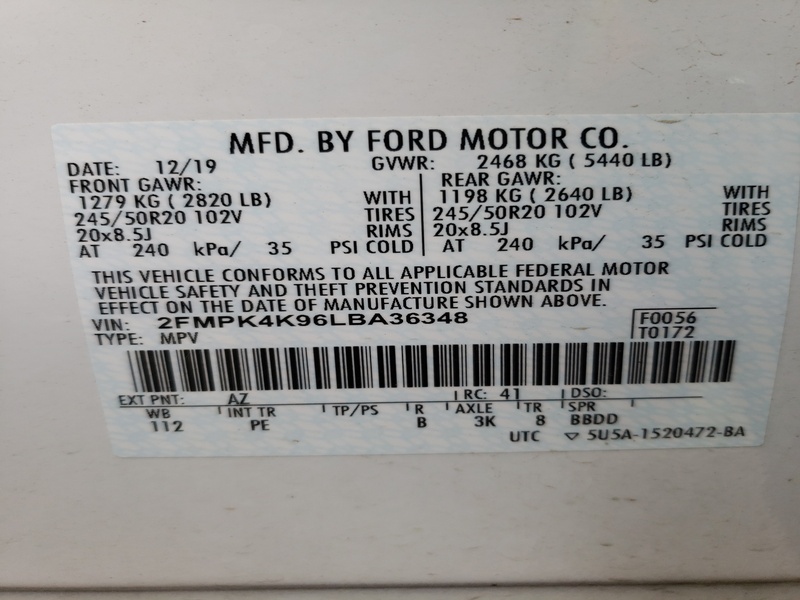 MFD. BY FORD MOTOR CO.
DATE: 12/19 GVWR: 2468 KG ( 5440 LB)
FRONT GAWR: REAR GAWR:
1279 KG ( 2820 LB) WITH 1198 KG ( 2640 LB) WITH
245/50R20 102V TIRES 245/50R20 102V TIRES
20x8.5J RIMS 20x8.5J RIMS
AT 240 kPa/ 35 PSI COLD AT 240 kPa/ 35 PSI COLD
THIS VEHICLE CONFORMS TO ALL APPLICABLE FEDERAL MOTOR
VEHICLE SAFETY AND THEFT PREVENTION STANDARDS IN
EFFECT ON THE DATE OF MANUFACTURE SHOWN ABOVE.
VIN: 2FMPK4K96LBA36348 F0056
TYPE: MPV T0172
EXT PNT: AZ RC: 41 DSO:
WB INT TR TP/PS R AXLE TR SPR
112 PE B 3K 8 BBDD
UTC ▽ 5U5A-1520472-BA